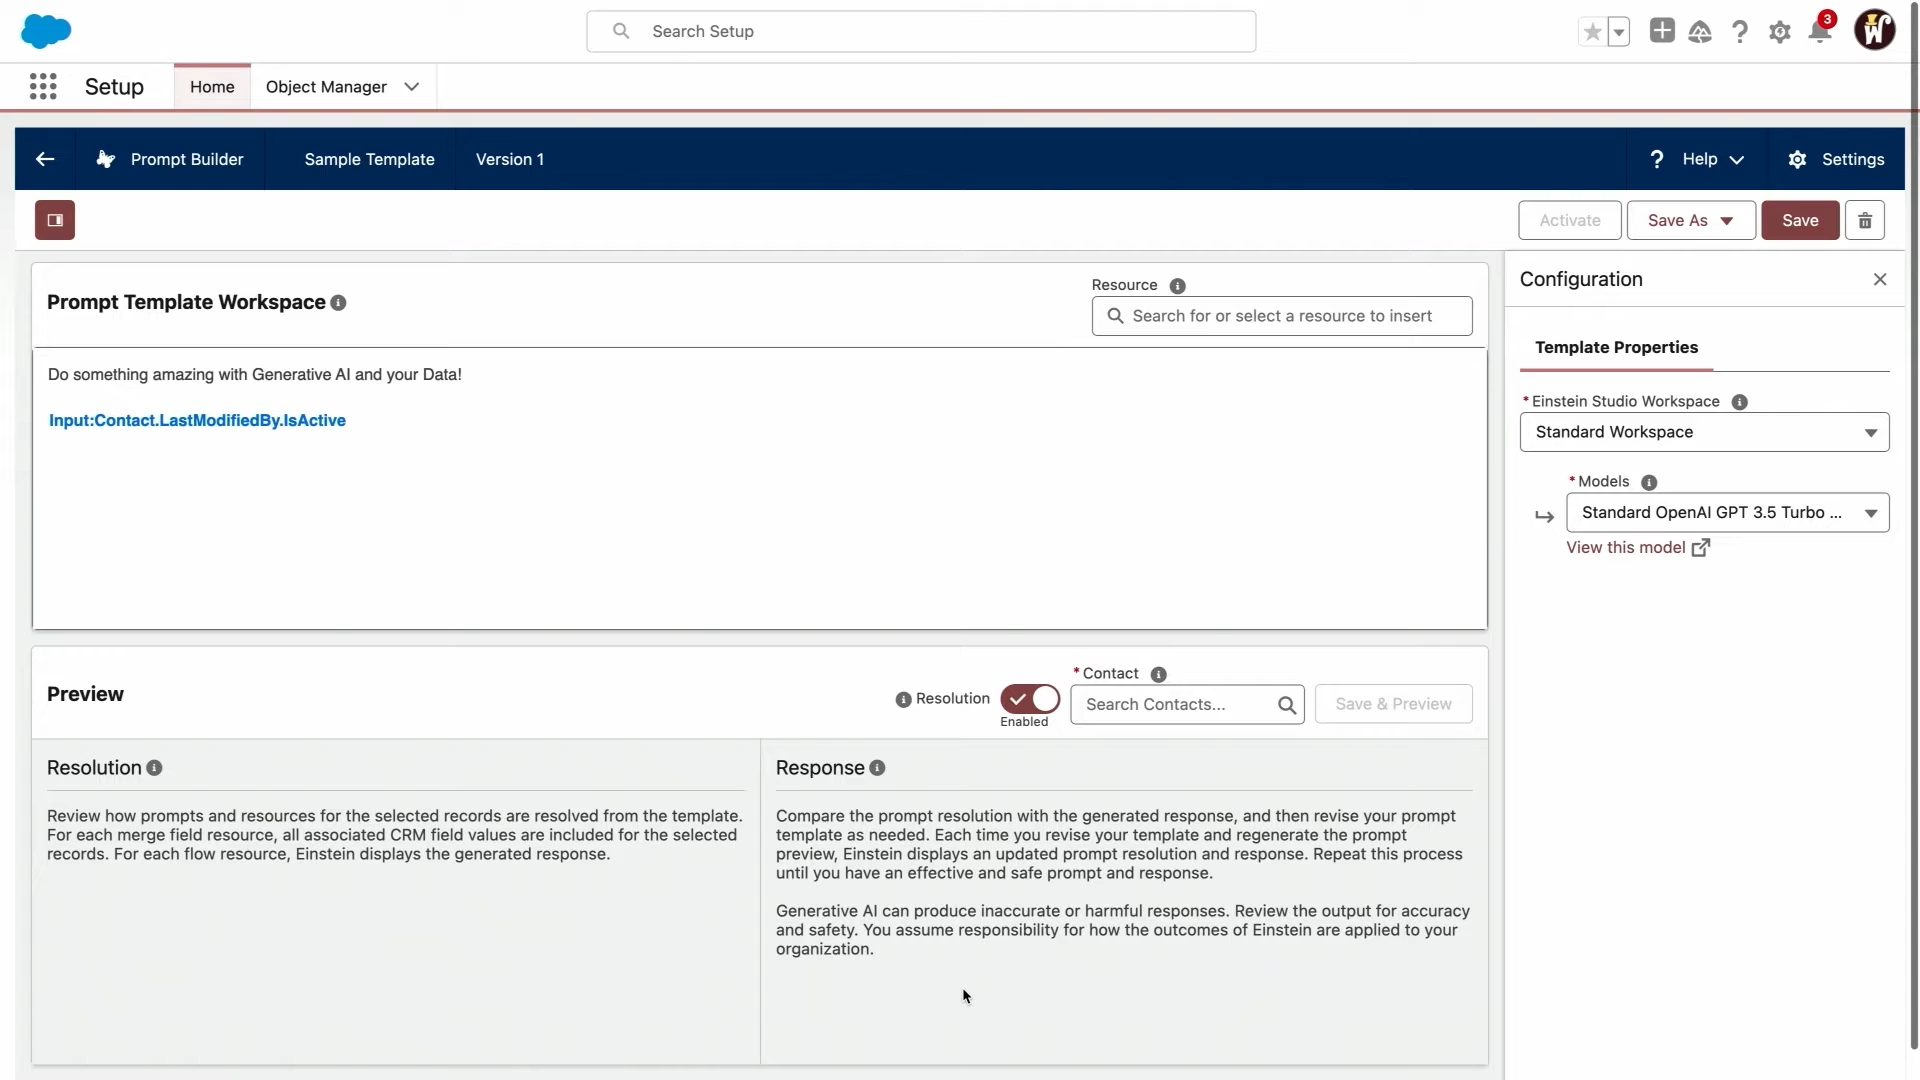 Search Setup
3
Setup
Home
Object Manager
Prompt Builder
Sample Template
Version 1
? Help
Settings
Activate
Save As
Save
Prompt Template Workspace
Resource
Search for or select a resource to insert
Do something amazing with Generative AI and your Data!
Input:Contact.LastModifiedBy.IsActive
Configuration
Template Properties
* Einstein Studio Workspace
Standard Workspace
* Models
Standard OpenAI GPT 3.5 Turbo ...
View this model
Preview
Resolution
Enabled
* Contact
Search Contacts...
Save & Preview
Resolution
Review how prompts and resources for the selected records are resolved from the template.
For each merge field resource, all associated CRM field values are included for the selected
records. For each flow resource, Einstein displays the generated response.
Response
Compare the prompt resolution with the generated response, and then revise your prompt
template as needed. Each time you revise your template and regenerate the prompt
preview, Einstein displays an updated prompt resolution and response. Repeat this process
until you have an effective and safe prompt and response.
Generative AI can produce inaccurate or harmful responses. Review the output for accuracy
and safety. You assume responsibility for how the outcomes of Einstein are applied to your
organization.